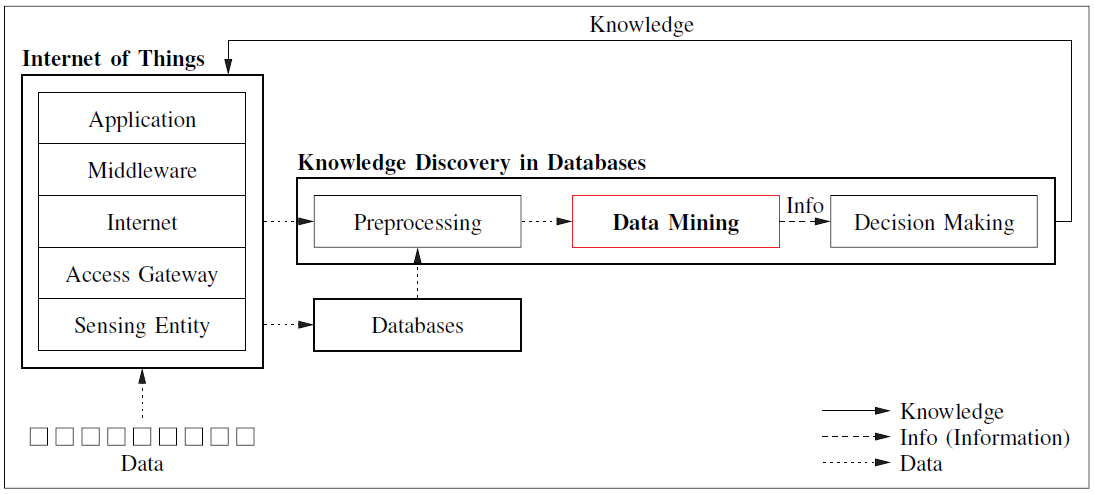 Knowledge
Internet of Things
Application
Middleware
Internet
Access Gateway
Sensing Entity
Knowledge Discovery in Databases
Preprocessing
Data Mining
Info
Decision Making
Databases
Data
Knowledge
Info (Information)
Data